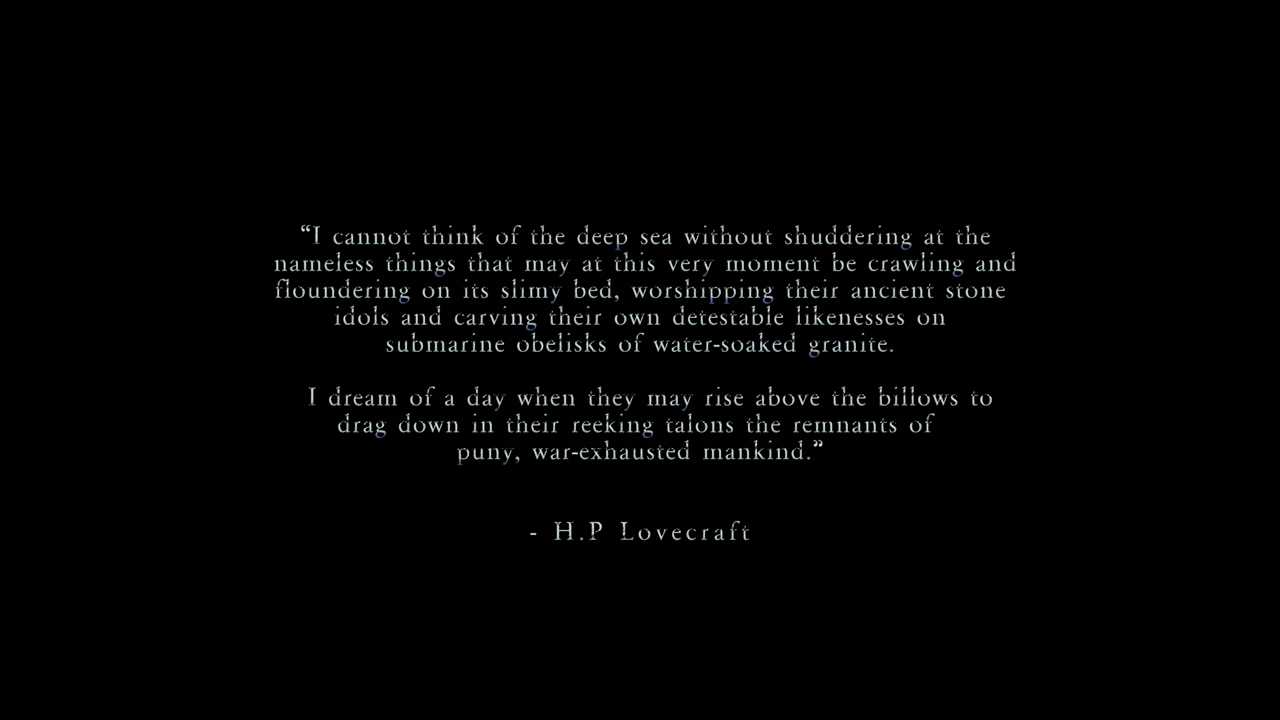 “I cannot think of the deep sea without shuddering at the
nameless things that may at this very moment be crawling and
floundering on its slimy bed, worshipping their ancient stone
idols and carving their own detestable likenesses on
submarine obelisks of water-soaked granite.
I dream of a day when they may rise above the billows to
drag down in their reeking talons the remnants of
puny, war-exhausted mankind.”
- H.P Lovecraft